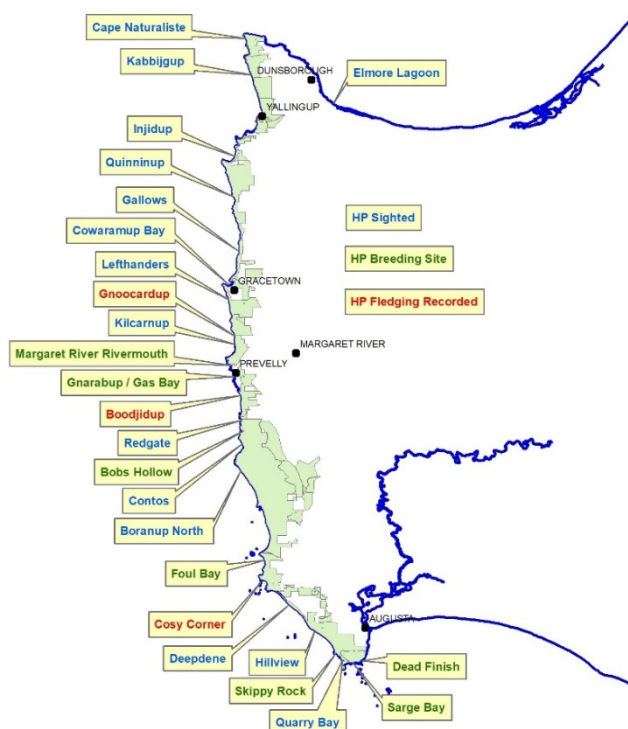 Cape Naturaliste
Kabbijgup
DUNSBOROUGH
Elmore Lagoon
YALLINGUP
Injidup
Quinninup
Gallows
HP Sighted
Cowaramup Bay
HP Breeding Site
Lefthanders
GRACETOWN
Gnoocardup
HP Fledging Recorded
Kilcarnup
MARGARET RIVER
Margaret River Rivermouth
PREVELLY
Gnarabup / Gas Bay
Boodjidup
Redgate
Bobs Hollow
Contos
Boranup North
Foul Bay
Cosy Corner
AUGUSTA
Deepdene
Hillview
Dead Finish
Skippy Rock
Sarge Bay
Quarry Bay